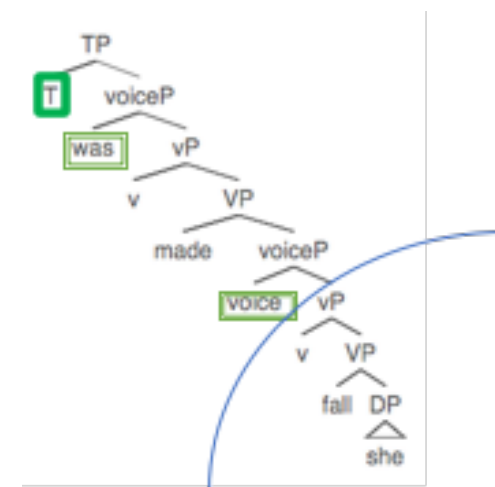 TP
T voiceP
was vP
v VP
made voiceP
voice vP
v VP
fall DP
she